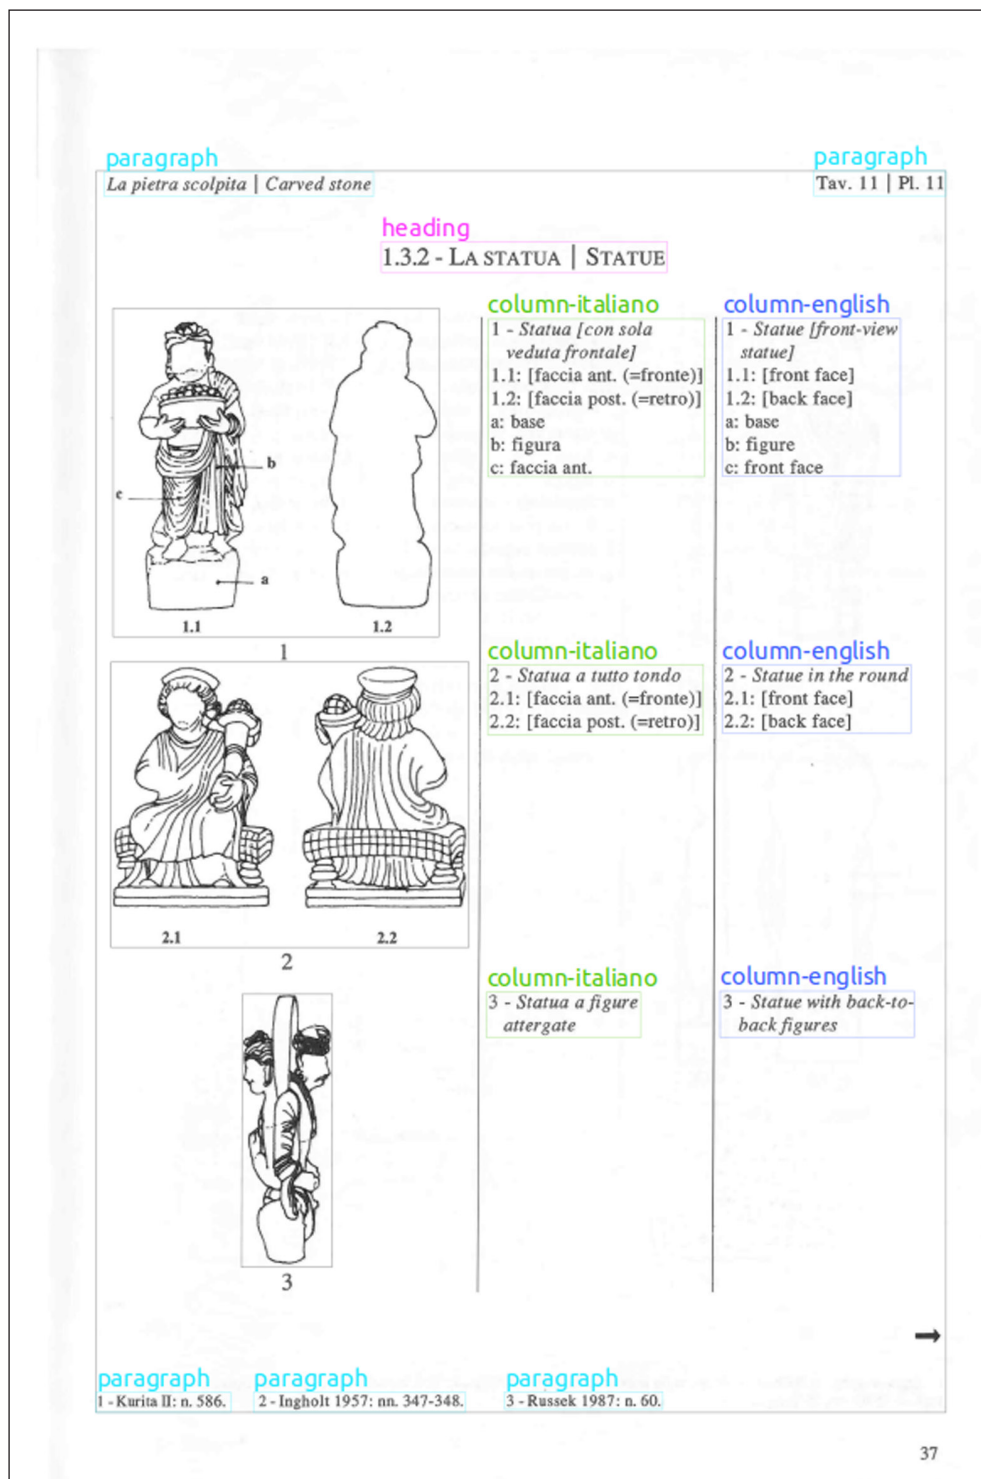 paragraph
La pietra scolpita | Carved stone
paragraph
Tav. 11 | Pl. 11
heading
1.3.2 - LA STATUA | STATUE
column-italiano
1 - Statua [con sola
veduta frontale]
1.1: [faccia ant. (=fronte)]
1.2: [faccia post. (=retro)]
a: base
b: figura
c: faccia ant.
column-english
1 - Statue [front-view
statue]
1.1: [front face]
1.2: [back face]
a: base
b: figure
c: front face
b
c
a
1.1
1.2
1
column-italiano
2 - Statua a tutto tondo
2.1: [faccia ant. (=fronte)]
2.2: [faccia post. (=retro)]
column-english
2 - Statue in the round
2.1: [front face]
2.2: [back face]
2.1
2.2
2
column-italiano
3 - Statua a figure
attergate
column-english
3 - Statue with back-to-
back figures
3
paragraph
1 - Kurita II: n. 586.
paragraph
2 - Ingholt 1957: nn. 347-348.
paragraph
3 - Russek 1987: n. 60.
37